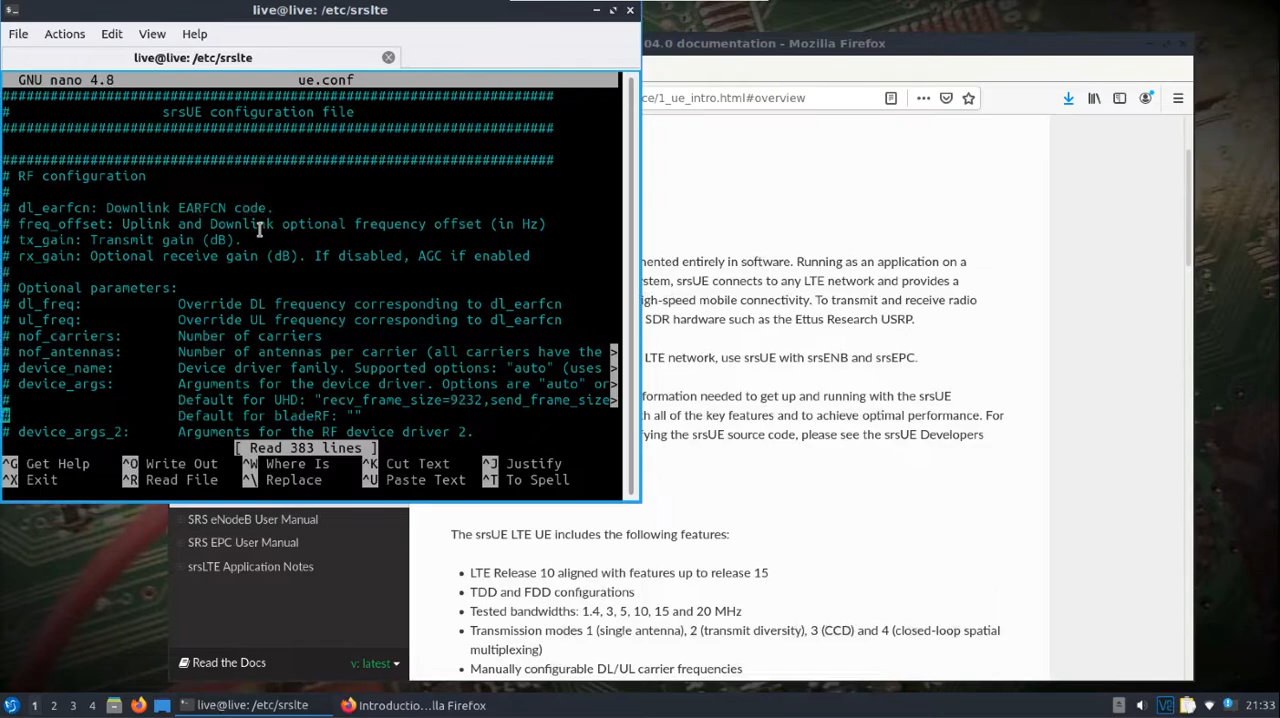 live@live: /etc/srslte
File Actions Edit View Help
live@live: /etc/srslte
GNU nano 4.8 ue.conf
#####################################################################
# srsUE configuration file
#####################################################################
#####################################################################
# RF configuration
#
# dl_earfcn: Downlink EARFCN code.
# freq_offset: Uplink and Downlink optional frequency offset (in Hz)
# tx_gain: Transmit gain (dB).
# rx_gain: Optional receive gain (dB). If disabled, AGC if enabled
#
# Optional parameters:
# dl_freq: Override DL frequency corresponding to dl_earfcn
# ul_freq: Override UL frequency corresponding to dl_earfcn
# nof_carriers: Number of carriers
# nof_antennas: Number of antennas per carrier (all carriers have the >
# device_name: Device driver family. Supported options: "auto" (uses >
# device_args: Arguments for the device driver. Options are "auto" or>
# Default for UHD: "recv_frame_size=9232,send_frame_size>
# Default for bladeRF: ""
# device_args_2: Arguments for the RF device driver 2.
[ Read 383 lines ]
^G Get Help ^O Write Out ^W Where Is ^K Cut Text ^J Justify
^X Exit ^R Read File ^\ Replace ^U Paste Text ^T To Spell
04.0 documentation - Mozilla Firefox
ce/1_ue_intro.html#overview
mented entirely in software. Running as an application on a
stem, srsUE connects to any LTE network and provides a
igh-speed mobile connectivity. To transmit and receive radio
SDR hardware such as the Ettus Research USRP.
LTE network, use srsUE with srsENB and srsEPC.
formation needed to get up and running with the srsUE
th all of the key features and to achieve optimal performance. For
fying the srsUE source code, please see the srsUE Developers
SRS eNodeB User Manual
SRS EPC User Manual
srsLTE Application Notes
Read the Docs v: latest
The srsUE LTE UE includes the following features:
• LTE Release 10 aligned with features up to release 15
• TDD and FDD configurations
• Tested bandwidths: 1.4, 3, 5, 10, 15 and 20 MHz
• Transmission modes 1 (single antenna), 2 (transmit diversity), 3 (CCD) and 4 (closed-loop spatial
multiplexing)
• Manually configurable DL/UL carrier frequencies
1 2 3 4 live@live: /etc/srslte Introductio...lla Firefox 21:33